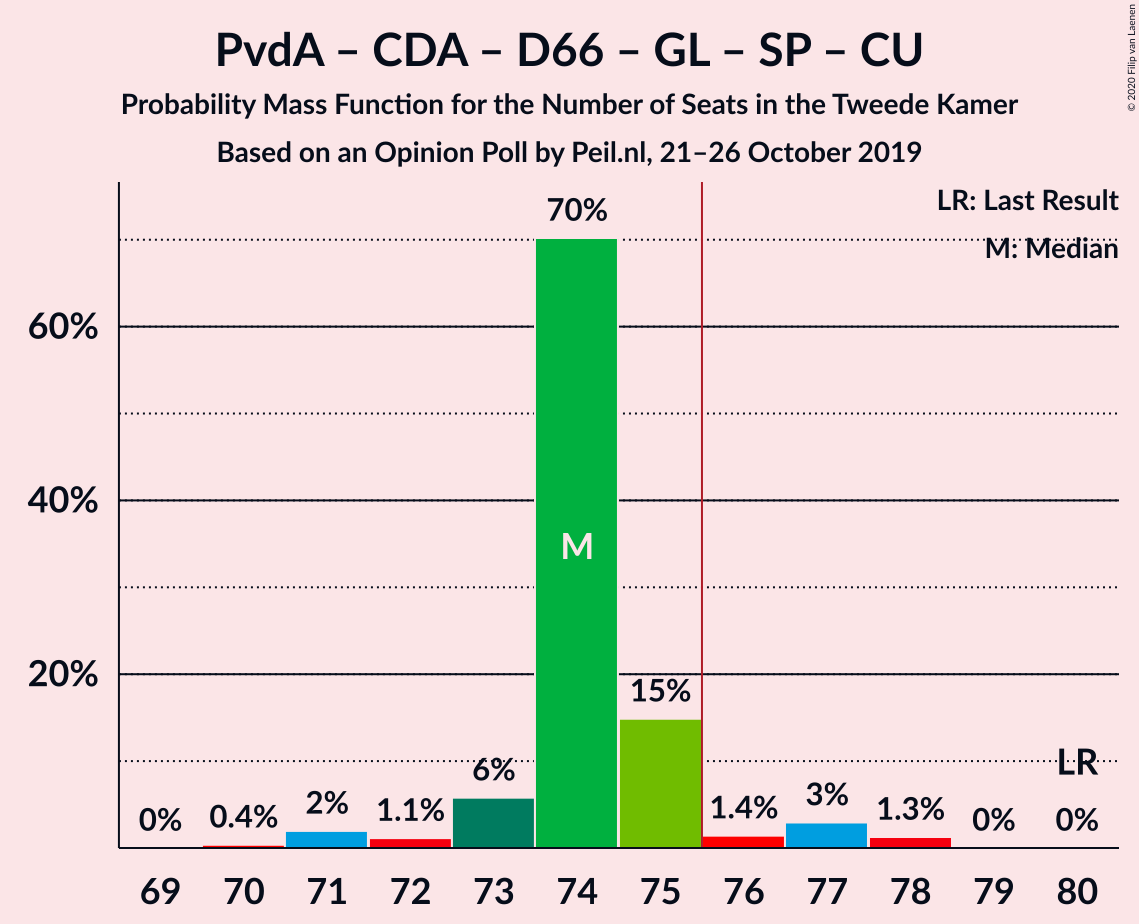 PvdA – CDA – D66 – GL – SP – CU
Probability Mass Function for the Number of Seats in the Tweede Kamer
Based on an Opinion Poll by Peil.nl, 21–26 October 2019
© 2020 Filip van Laenen
LR: Last Result
M: Median
60%
40%
20%
0%
0.4%
2%
1.1%
6%
70%
M
15%
1.4%
3%
1.3%
0%
LR
0%
69 70 71 72 73 74 75 76 77 78 79 80